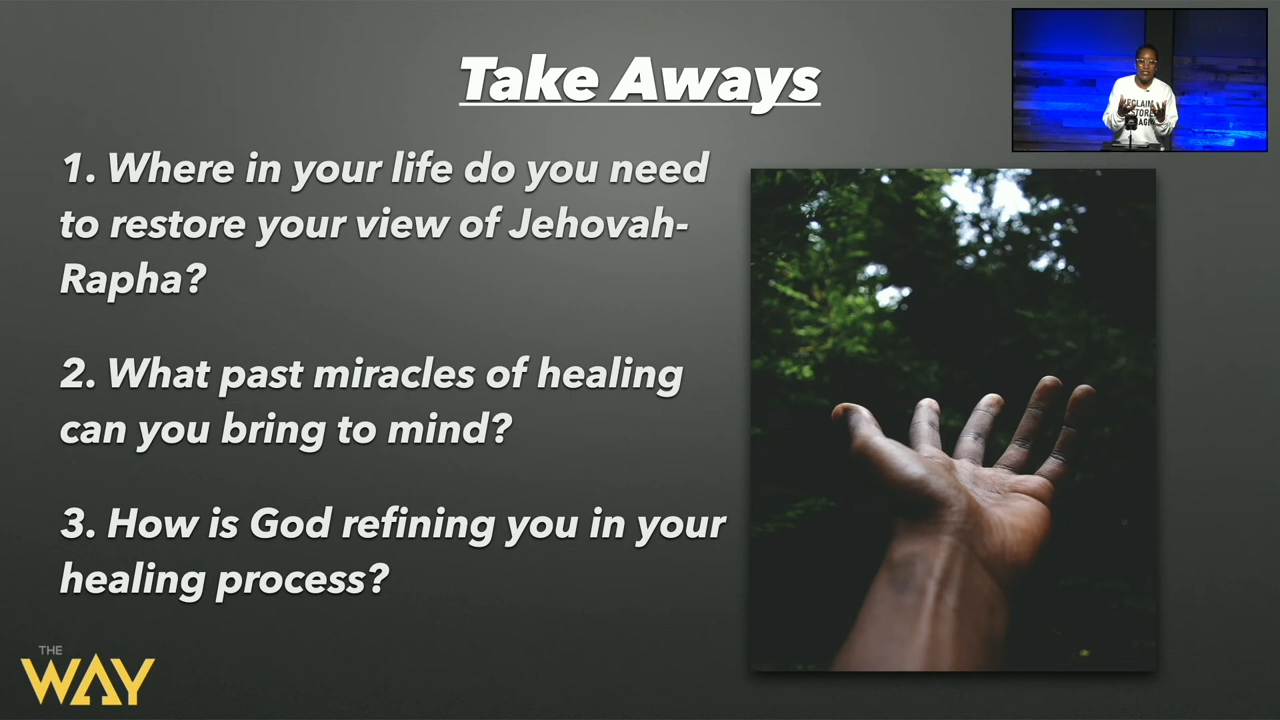 Take Aways
1. Where in your life do you need
to restore your view of Jehovah-
Rapha?
2. What past miracles of healing
can you bring to mind?
3. How is God refining you in your
healing process?
THE
WAY